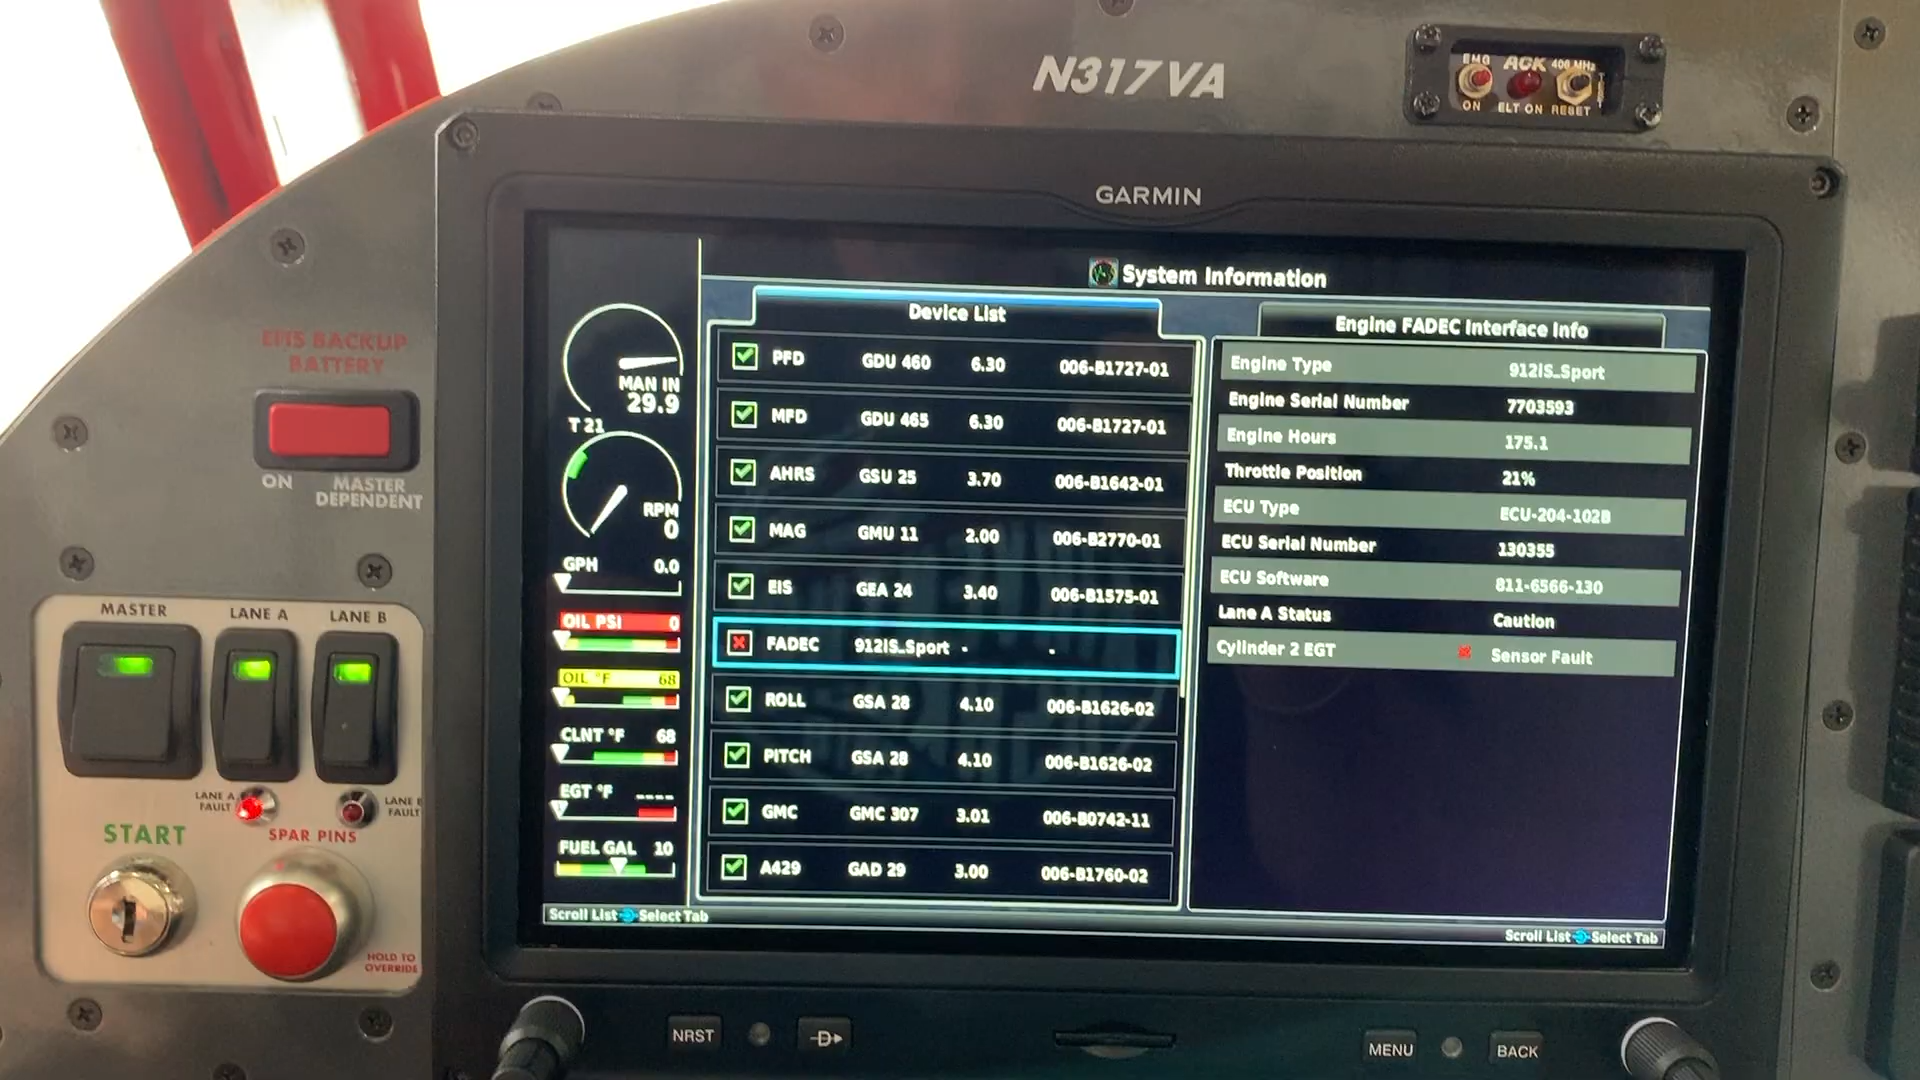 N317VA
EMG ACK 406 MHz
ON ELT ON RESET
GARMIN
EFIS BACKUP
BATTERY
ON MASTER
DEPENDENT
MASTER LANE A LANE B
LANE A
FAULT
LANE B
FAULT
START SPAR PINS
HOLD TO
OVERRIDE
System Information
MAN IN
29.9
T 21
RPM
0
GPH 0.0
OIL PSI 0
OIL °F 68
CLNT °F 68
EGT °F ----
FUEL GAL 10
Device List
PFD GDU 460 6.30 006-B1727-01
MFD GDU 465 6.30 006-B1727-01
AHRS GSU 25 3.70 006-B1642-01
MAG GMU 11 2.00 006-B2770-01
EIS GEA 24 3.40 006-B1575-01
FADEC 912iS_Sport - -
ROLL GSA 28 4.10 006-B1626-02
PITCH GSA 28 4.10 006-B1626-02
GMC GMC 307 3.01 006-B0742-11
A429 GAD 29 3.00 006-B1760-02
Engine FADEC Interface Info
Engine Type 912iS_Sport
Engine Serial Number 7703593
Engine Hours 175.1
Throttle Position 21%
ECU Type ECU-204-102B
ECU Serial Number 130355
ECU Software 811-6566-130
Lane A Status Caution
Cylinder 2 EGT Sensor Fault
Scroll List Select Tab
Scroll List Select Tab
NRST D MENU BACK